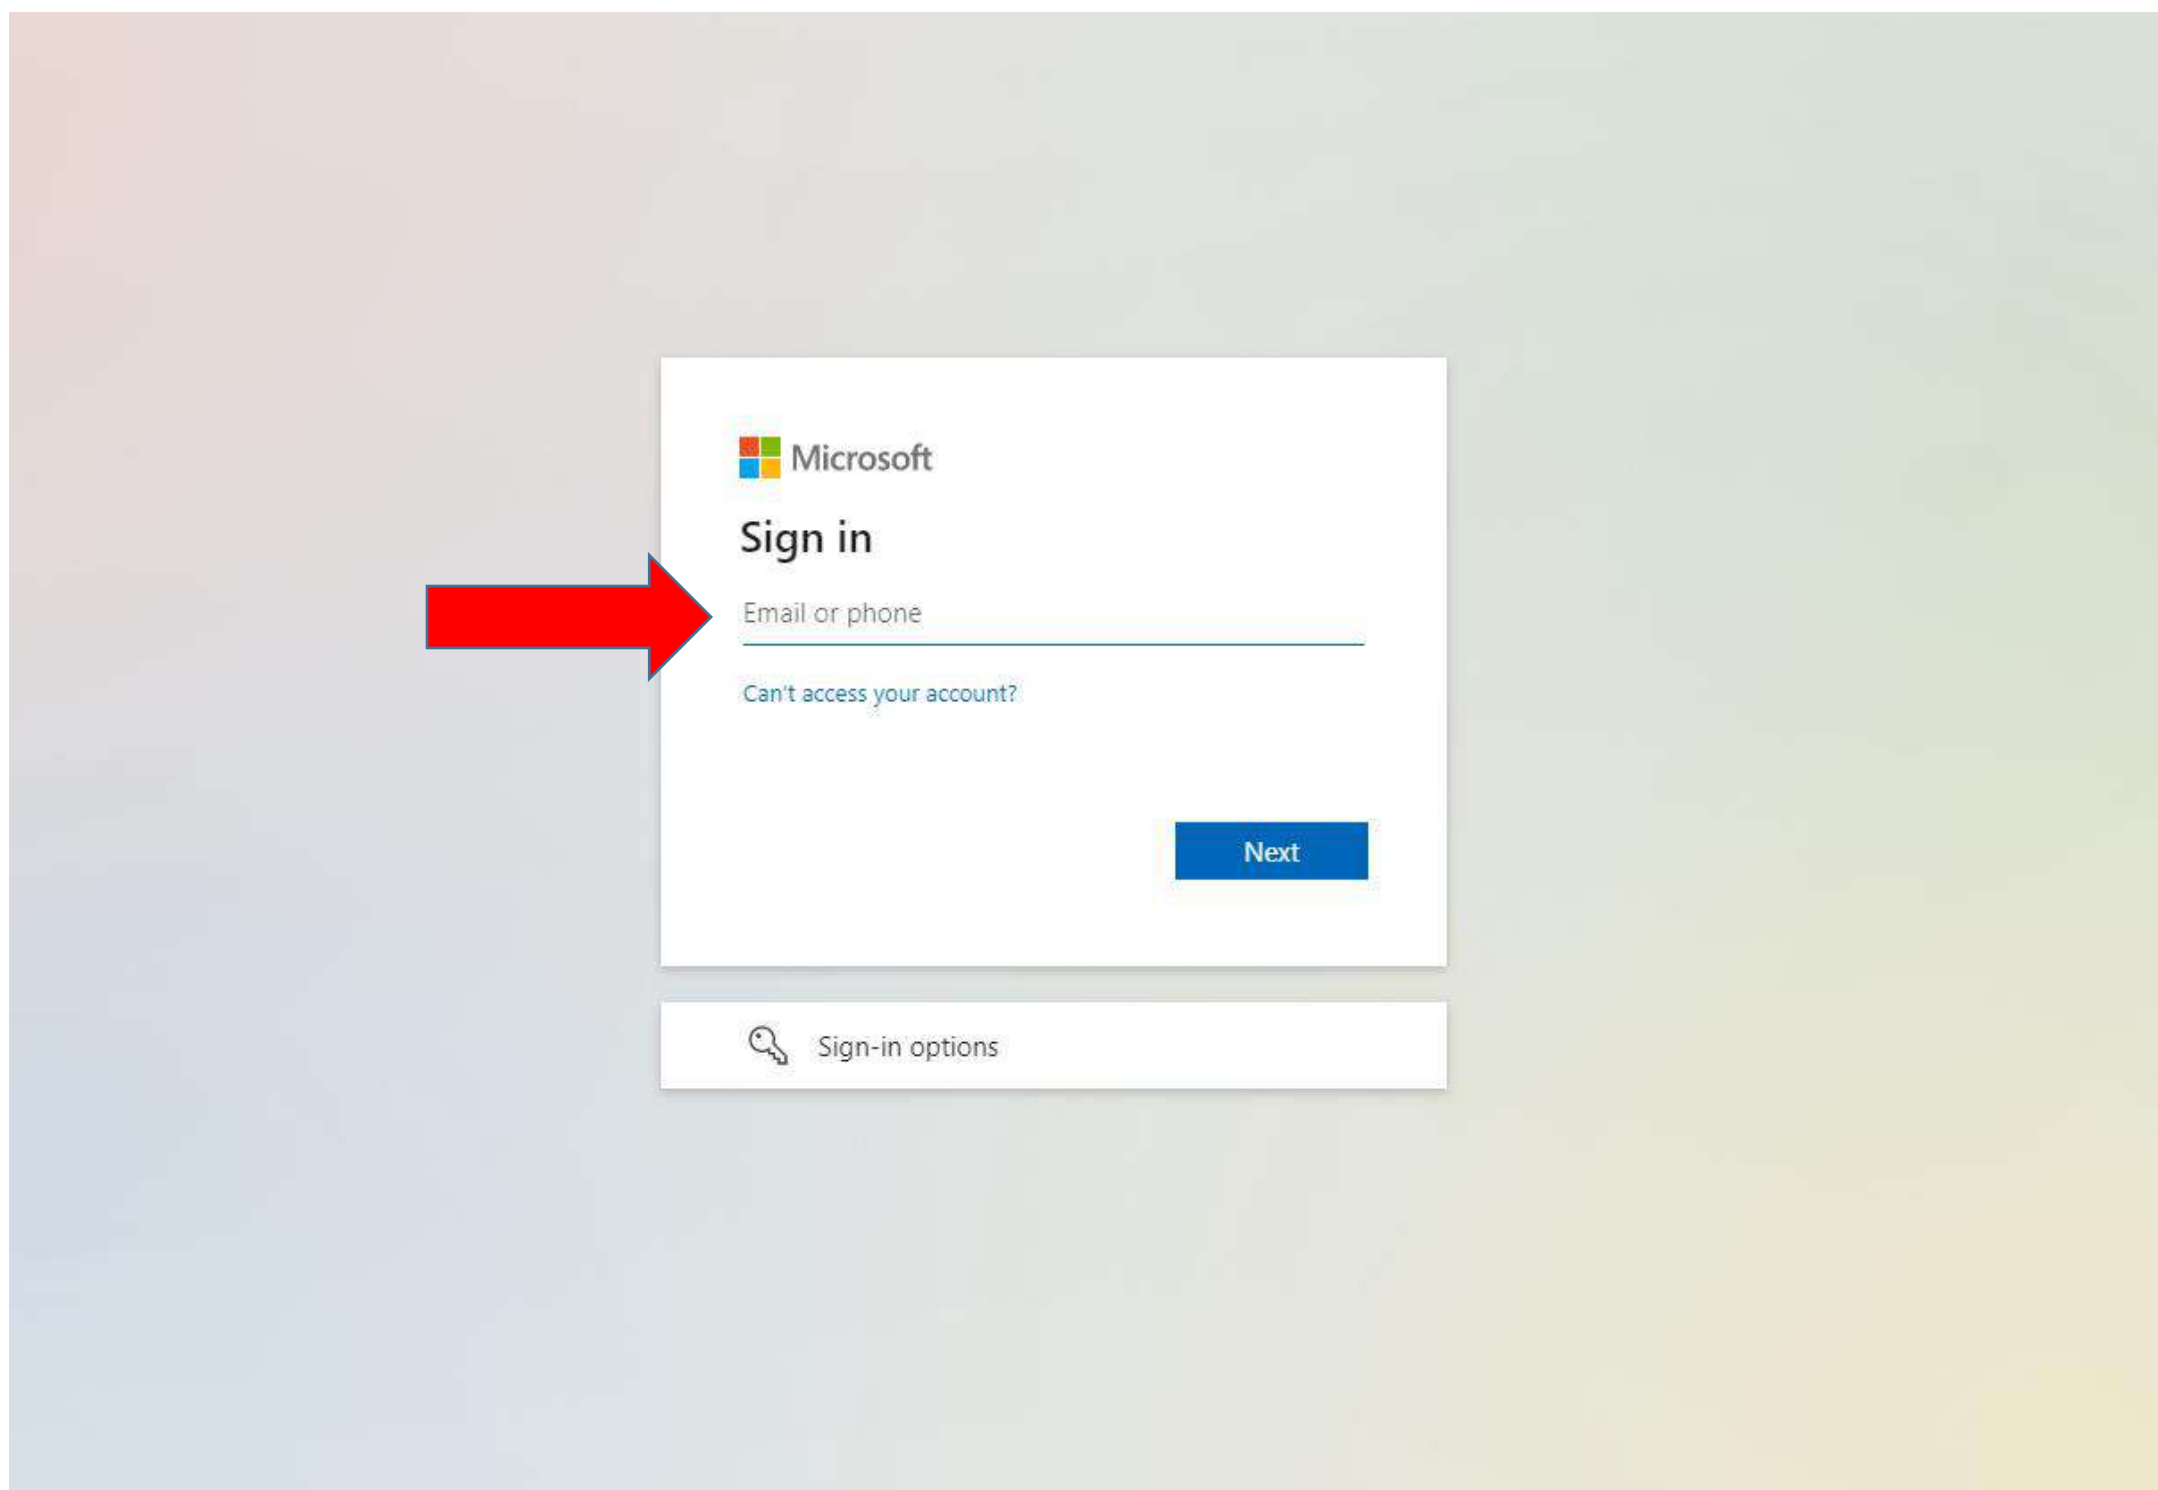 Microsoft
Sign in
Email or phone
Can't access your account?
Next
Sign-in options